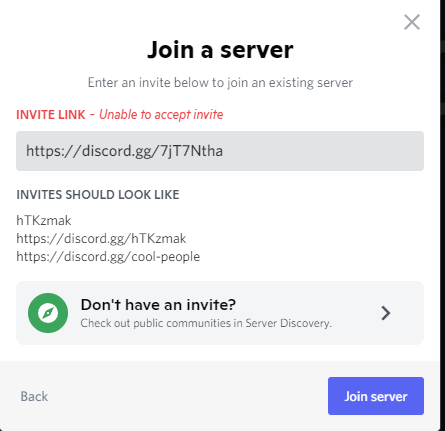 Join a server
Enter an invite below to join an existing server
INVITE LINK - Unable to accept invite
https://discord.gg/7jT7Ntha
INVITES SHOULD LOOK LIKE
hTKzmak
https://discord.gg/hTKzmak
https://discord.gg/cool-people
Don't have an invite?
Check out public communities in Server Discovery.
Back
Join server